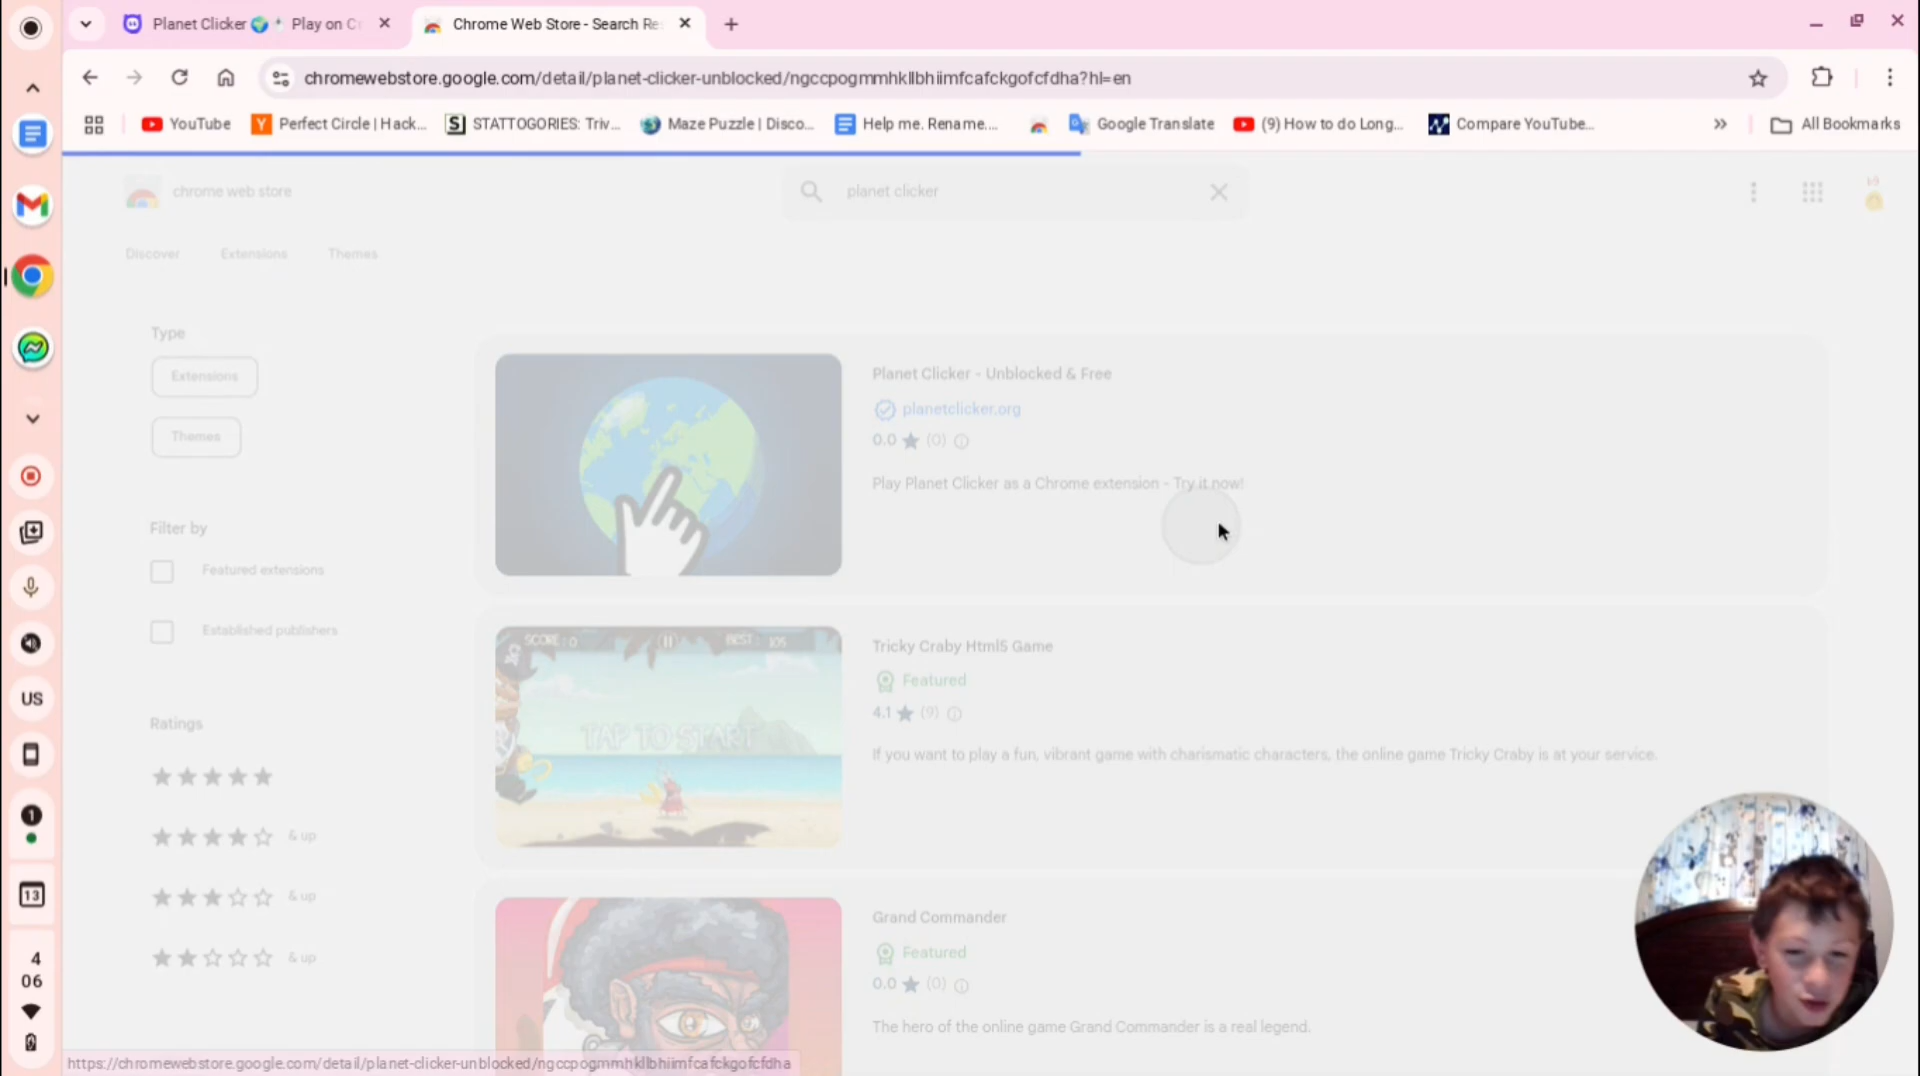 Planet Clicker 🌍 Play on C
Chrome Web Store - Search Re
chromewebstore.google.com/detail/planet-clicker-unblocked/ngccpogmmhkllbhiimfcafckgofcfdha?hl=en
YouTube
Perfect Circle | Hack...
STATTOGORIES: Triv...
Maze Puzzle | Disco...
Help me. Rename....
Google Translate
(9) How to do Long...
Compare YouTube...
All Bookmarks
chrome web store
planet clicker
Discover
Extensions
Themes
Type
Extensions
Themes
Filter by
Featured extensions
Established publishers
Ratings
& up
& up
& up
Planet Clicker - Unblocked & Free
planetclicker.org
0.0 ★ (0)
Play Planet Clicker as a Chrome extension - Try it now!
SCORE: 0
BEST: 105
TAP TO START
Tricky Craby Html5 Game
Featured
4.1 ★ (9)
If you want to play a fun, vibrant game with charismatic characters, the online game Tricky Craby is at your service.
Grand Commander
Featured
0.0 ★ (0)
The hero of the online game Grand Commander is a real legend.
US
1
13
4
06
https://chromewebstore.google.com/detail/planet-clicker-unblocked/ngccpogmmhkllbhiimfcafckgofcfdha